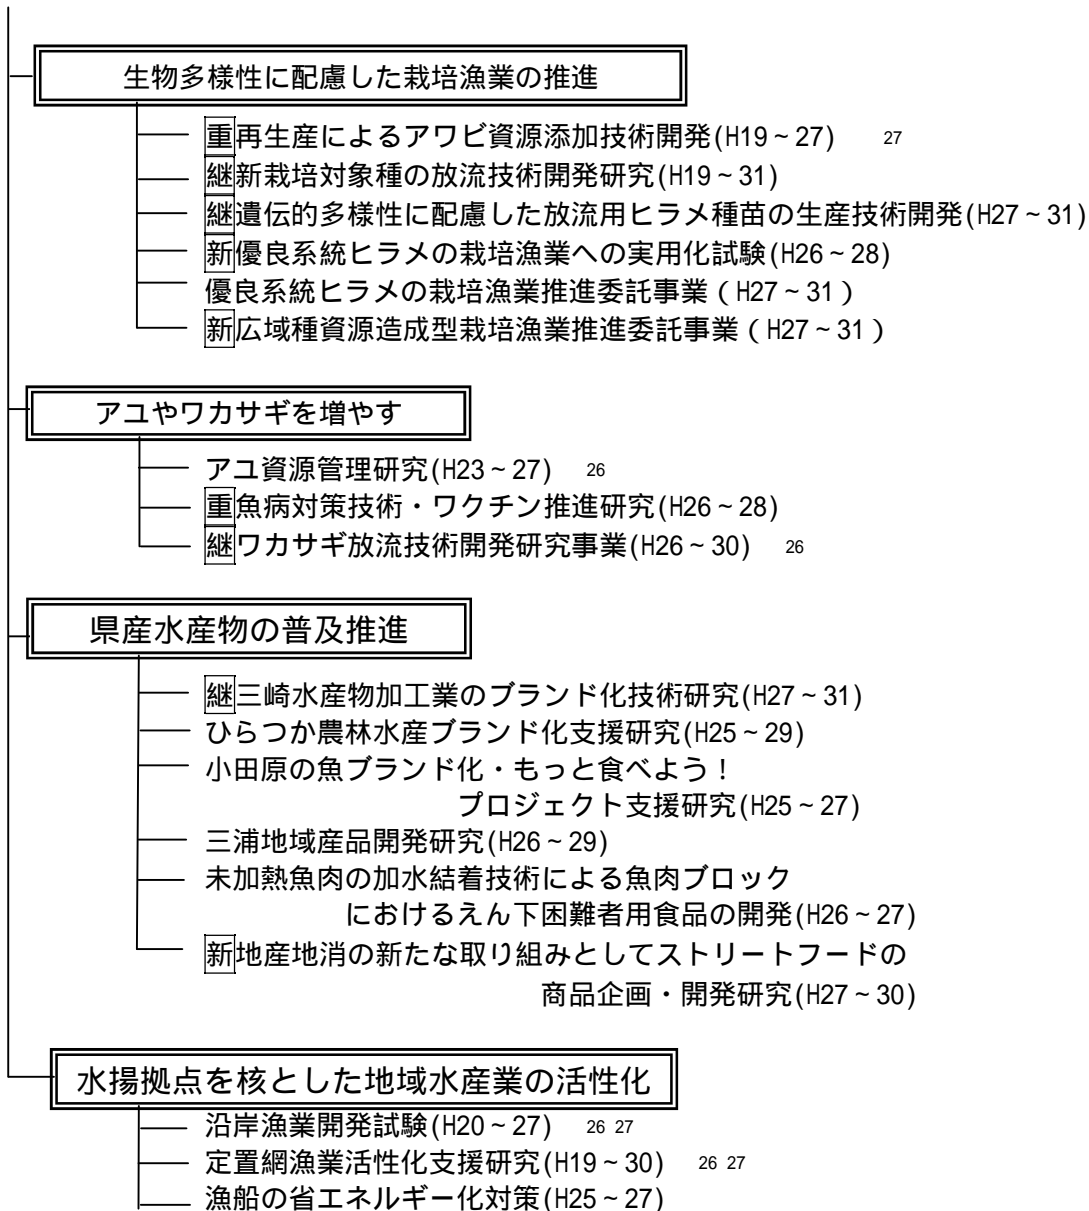 生物多様性に配慮した栽培漁業の推進
重再生産によるアワビ資源添加技術開発(H19～27) 27
継新栽培対象種の放流技術開発研究(H19～31)
継遺伝的多様性に配慮した放流用ヒラメ種苗の生産技術開発(H27～31)
新優良系統ヒラメの栽培漁業への実用化試験(H26～28)
優良系統ヒラメの栽培漁業推進委託事業（H27～31）
新広域種資源造成型栽培漁業推進委託事業（H27～31）
アユやワカサギを増やす
アユ資源管理研究(H23～27) 26
重魚病対策技術・ワクチン推進研究(H26～28)
継ワカサギ放流技術開発研究事業(H26～30) 26
県産水産物の普及推進
継三崎水産物加工業のブランド化技術研究(H27～31)
ひらつか農林水産ブランド化支援研究(H25～29)
小田原の魚ブランド化・もっと食べよう！
プロジェクト支援研究(H25～27)
三浦地域産品開発研究(H26～29)
未加熱魚肉の加水結着技術による魚肉ブロック
におけるえん下困難者用食品の開発(H26～27)
新地産地消の新たな取り組みとしてストリートフードの
商品企画・開発研究(H27～30)
水揚拠点を核とした地域水産業の活性化
沿岸漁業開発試験(H20～27) 26 27
定置網漁業活性化支援研究(H19～30) 26 27
漁船の省エネルギー化対策(H25～27)